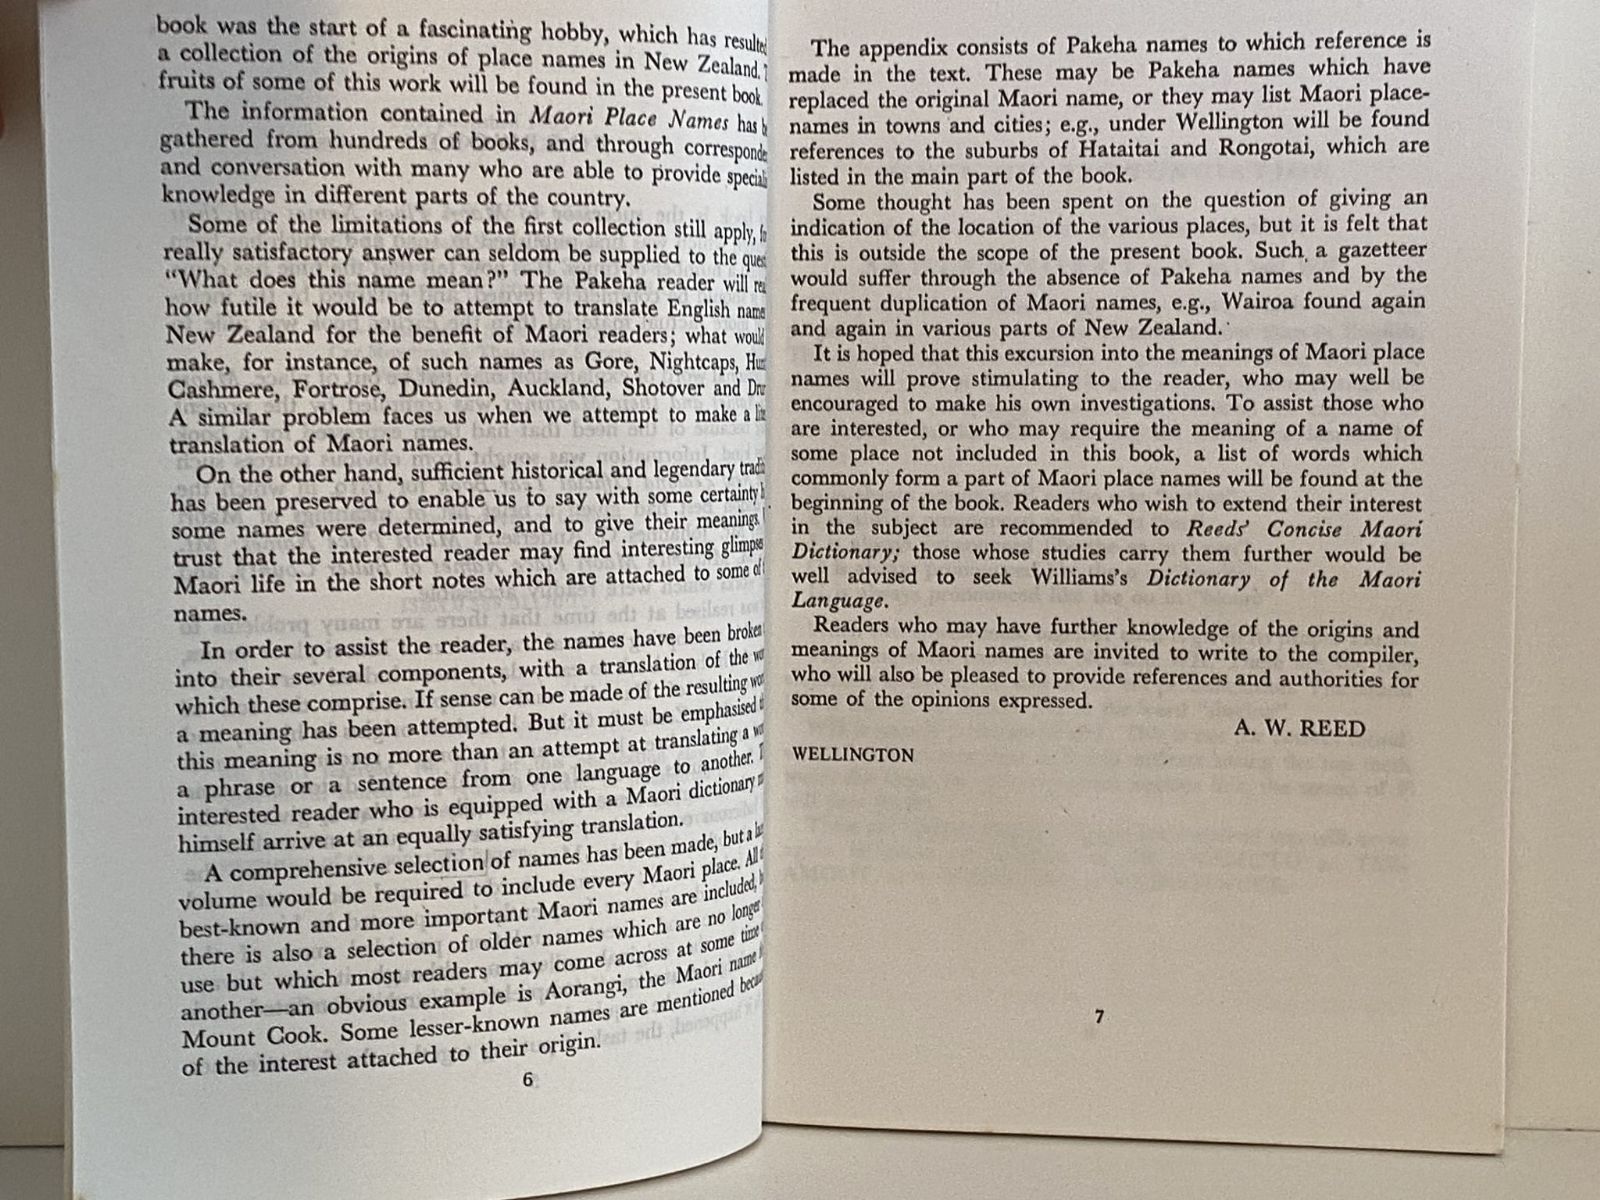 book was the start of a fascinating hobby, which has
a collection of the origins of place names in New Zealand.
fruits of some of this work will be found in the present book.
The information contained in Maori Place Names has
gathered from hundreds of books, and through
and conversation with many who are able to provide
knowledge in different parts of the country.
Some of the limitations of the first collection still apply,
really satisfactory answer can seldom be supplied to the
"What does this name mean?" The Pakeha reader will
how futile it would be to attempt to translate English
New Zealand for the benefit of Maori readers; what would
make, for instance, of such names as Gore, Nightcaps,
Cashmere, Fortrose, Dunedin, Auckland, Shotover and
A similar problem faces us when we attempt to make a
translation of Maori names.
On the other hand, sufficient historical and legendary
has been preserved to enable us to say with some certainty
some names were determined, and to give their meanings.
trust that the interested reader may find interesting
Maori life in the short notes which are attached to some of
names.
In order to assist the reader, the names have been
into their several components, with a translation of the
which these comprise. If sense can be made of the resulting
a meaning has been attempted. But it must be emphasised
this meaning is no more than an attempt at translating a
a phrase or a sentence from one language to another.
interested reader who is equipped with a Maori dictionary
himself arrive at an equally satisfying translation.
A comprehensive selection of names has been made, but a
volume would be required to include every Maori place. All
best-known and more important Maori names are included,
there is also a selection of older names which are no longer
use but which most readers may come across at some time
another—an obvious example is Aorangi, the Maori name
Mount Cook. Some lesser-known names are mentioned
of the interest attached to their origin.
6
The appendix consists of Pakeha names to which reference is
made in the text. These may be Pakeha names which have
replaced the original Maori name, or they may list Maori place-
names in towns and cities; e.g., under Wellington will be found
references to the suburbs of Hataitai and Rongotai, which are
listed in the main part of the book.
Some thought has been spent on the question of giving an
indication of the location of the various places, but it is felt that
this is outside the scope of the present book. Such a gazetteer
would suffer through the absence of Pakeha names and by the
frequent duplication of Maori names, e.g., Wairoa found again
and again in various parts of New Zealand.
It is hoped that this excursion into the meanings of Maori place
names will prove stimulating to the reader, who may well be
encouraged to make his own investigations. To assist those who
are interested, or who may require the meaning of a name of
some place not included in this book, a list of words which
commonly form a part of Maori place names will be found at the
beginning of the book. Readers who wish to extend their interest
in the subject are recommended to Reeds' Concise Maori
Dictionary; those whose studies carry them further would be
well advised to seek Williams's Dictionary of the Maori
Language.
Readers who may have further knowledge of the origins and
meanings of Maori names are invited to write to the compiler,
who will also be pleased to provide references and authorities for
some of the opinions expressed.
A. W. REED
WELLINGTON
7